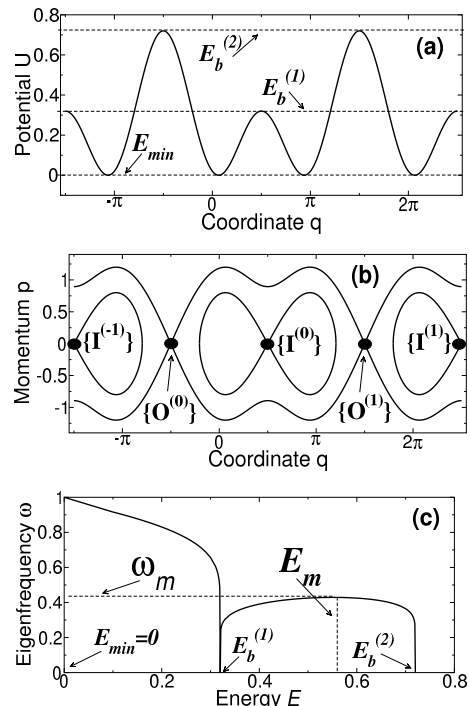 0.8
(a)
0.6
E_b^(2)
0.4
E_b^(1)
0.2
E_min
0
Potential U
-π 0 π 2π
Coordinate q
(b)
1
0.5
{I^(-1)} {I^(0)} {I^(1)}
0
-0.5
{O^(0)} {O^(1)}
-1
Momentum p
-π 0 π 2π
Coordinate q
1
(c)
0.8
0.6
ω_m E_m
0.4
0.2
E_min=0 E_b^(1) E_b^(2)
0
Eigenfrequency ω
0 0.2 0.4 0.6 0.8
Energy E